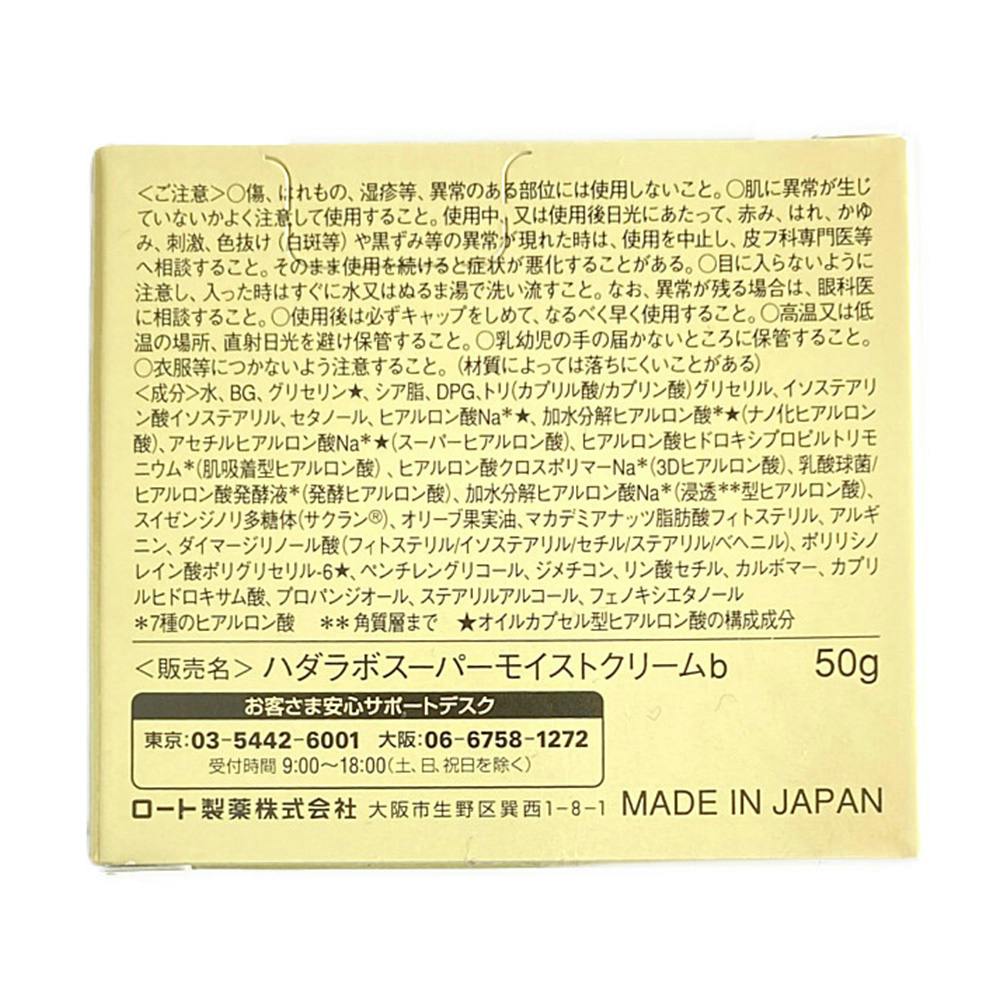 ＜ご注意＞○傷、はれもの、湿疹等、異常のある部位には使用しないこと。○肌に異常が生じ
ていないかよく注意して使用すること。使用中、又は使用後日光にあたって、赤み、はれ、かゆ
み、刺激、色抜け（白斑等）や黒ずみ等の異常が現れた時は、使用を中止し、皮フ科専門医等
へ相談すること。そのまま使用を続けると症状が悪化することがある。○目に入らないように
注意し、入った時はすぐに水又はぬるま湯で洗い流すこと。なお、異常が残る場合は、眼科医
に相談すること。○使用後は必ずキャップをしめて、なるべく早く使用すること。○高温又は低
温の場所、直射日光を避け保管すること。○乳幼児の手の届かないところに保管すること。
○衣服等につかないよう注意すること。（材質によっては落ちにくいことがある）
＜成分＞水、BG、グリセリン★、シア脂、DPG、トリ(カプリル酸/カプリン酸)グリセリル、イソステアリ
ン酸イソステアリル、セタノール、ヒアルロン酸Na*★、加水分解ヒアルロン酸*★(ナノ化ヒアルロン
酸)、アセチルヒアルロン酸Na*★(スーパーヒアルロン酸)、ヒアルロン酸ヒドロキシプロピルトリモ
ニウム*(肌吸着型ヒアルロン酸)、ヒアルロン酸クロスポリマーNa*(3Dヒアルロン酸)、乳酸球菌/
ヒアルロン酸発酵液*(発酵ヒアルロン酸)、加水分解ヒアルロン酸Na*(浸透**型ヒアルロン酸)、
スイゼンジノリ多糖体(サクラン®)、オリーブ果実油、マカデミアナッツ脂肪酸フィトステリル、アルギ
ニン、ダイマージリノール酸(フィトステリル/イソステアリル/セチル/ステアリル/ベヘニル)、ポリリシノ
レイン酸ポリグリセリル-6★、ペンチレングリコール、ジメチコン、リン酸セチル、カルボマー、カプリ
ルヒドロキサム酸、プロパンジオール、ステアリルアルコール、フェノキシエタノール
*7種のヒアルロン酸 **角質層まで ★オイルカプセル型ヒアルロン酸の構成成分
＜販売名＞ ハダラボスーパーモイストクリームb 50g
お客さま安心サポートデスク
東京:03-5442-6001 大阪:06-6758-1272
受付時間 9:00〜18:00(土、日、祝日を除く)
ロート製薬株式会社 大阪市生野区巽西1-8-1 MADE IN JAPAN